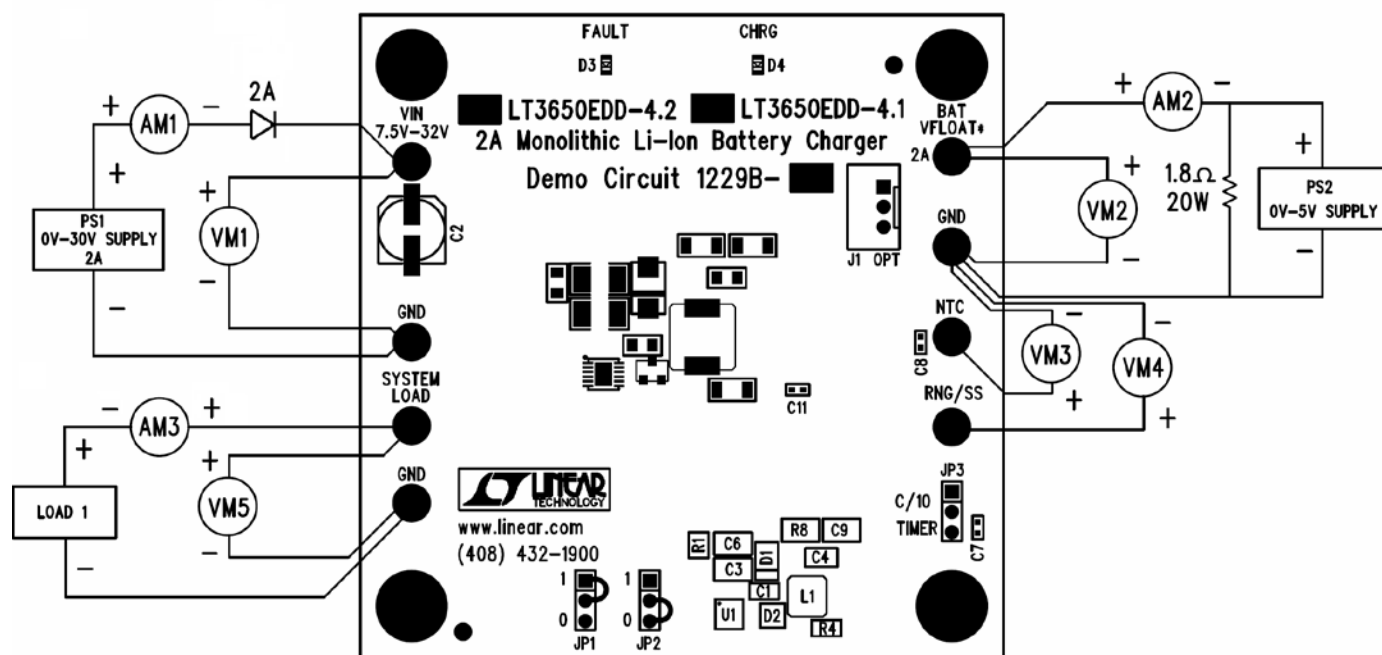 FAULT
CHRG
D3
D4
+ AM1 -
2A
VIN
7.5V-32V
LT3650EDD-4.2
LT3650EDD-4.1
2A Monolithic Li-Ion Battery Charger
Demo Circuit 1229B-
BAT
VFLOAT*
2A
+ AM2 -
+
PS1
0V-30V SUPPLY
2A
-
+
VM1
-
C2
J1 OPT
GND
+
VM2
-
1.8Ω
20W
+
PS2
0V-5V SUPPLY
-
GND
NTC
C8
-
VM3
+
-
VM4
+
SYSTEM
LOAD
RNG/SS
C11
- AM3 +
+
LOAD 1
-
+
VM5
-
GND
LT LINEAR
TECHNOLOGY
www.linear.com
(408) 432-1900
JP3
C/10
TIMER
C7
R1
C6
C3
D1
C1
R8
C9
C4
L1
U1
D2
R4
1
0
JP1
1
0
JP2